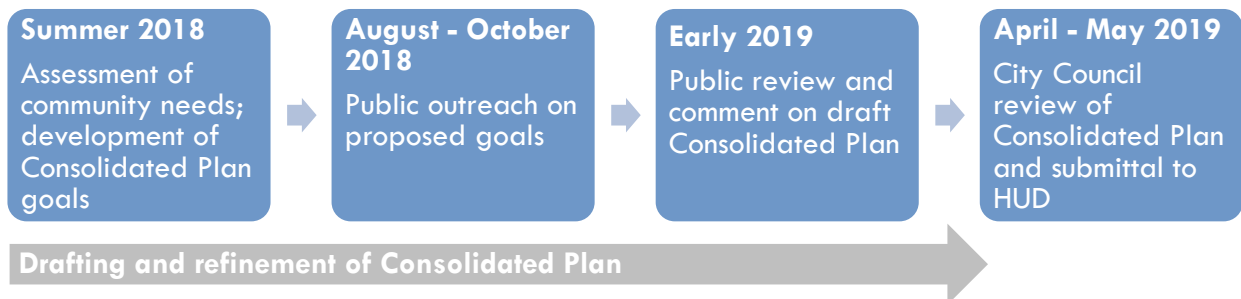 Summer 2018
Assessment of
community needs;
development of
Consolidated Plan
goals
August - October
2018
Public outreach on
proposed goals
Early 2019
Public review and
comment on draft
Consolidated Plan
April - May 2019
City Council
review of
Consolidated Plan
and submittal to
HUD
Drafting and refinement of Consolidated Plan